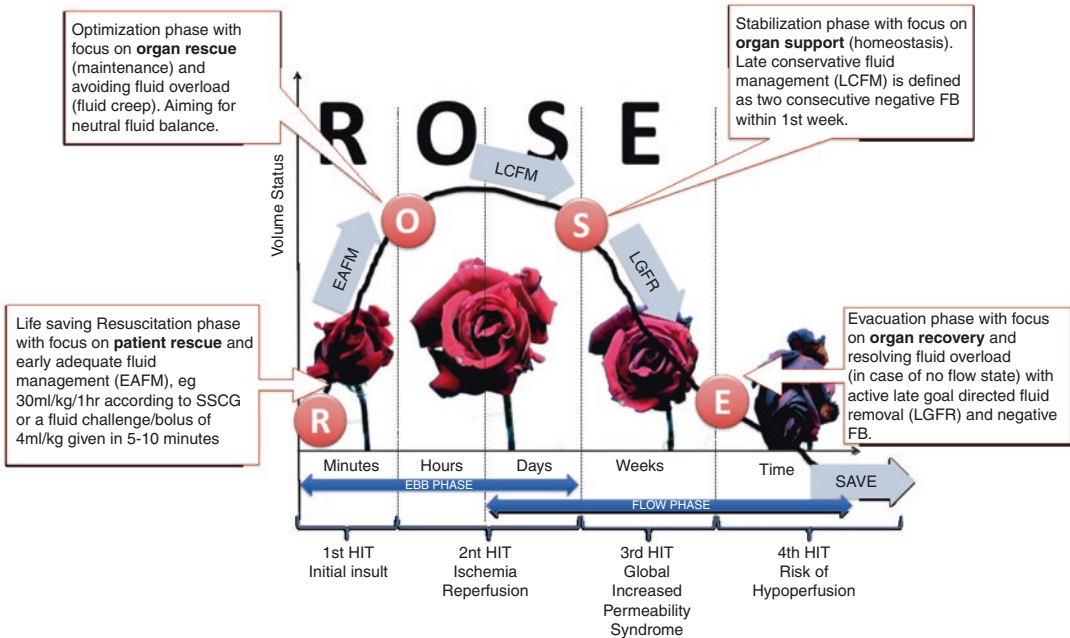 Optimization phase with
focus on organ rescue
(maintenance) and
avoiding fluid overload
(fluid creep). Aiming for
neutral fluid balance.
Stabilization phase with focus on
organ support (homeostasis).
Late conservative fluid
management (LCFM) is defined
as two consecutive negative FB
within 1st week.
R O S E
Volume Status
LCFM
O
S
EAFM
LGFR
Life saving Resuscitation phase
with focus on patient rescue and
early adequate fluid
management (EAFM), eg
30ml/kg/1hr according to SSCG
or a fluid challenge/bolus of
4ml/kg given in 5-10 minutes
Evacuation phase with focus
on organ recovery and
resolving fluid overload
(in case of no flow state) with
active late goal directed fluid
removal (LGFR) and negative
FB.
R
E
Minutes Hours Days Weeks Time
SAVE
EBB PHASE
FLOW PHASE
1st HIT
Initial insult
2nt HIT
Ischemia
Reperfusion
3rd HIT
Global
Increased
Permeability
Syndrome
4th HIT
Risk of
Hypoperfusion